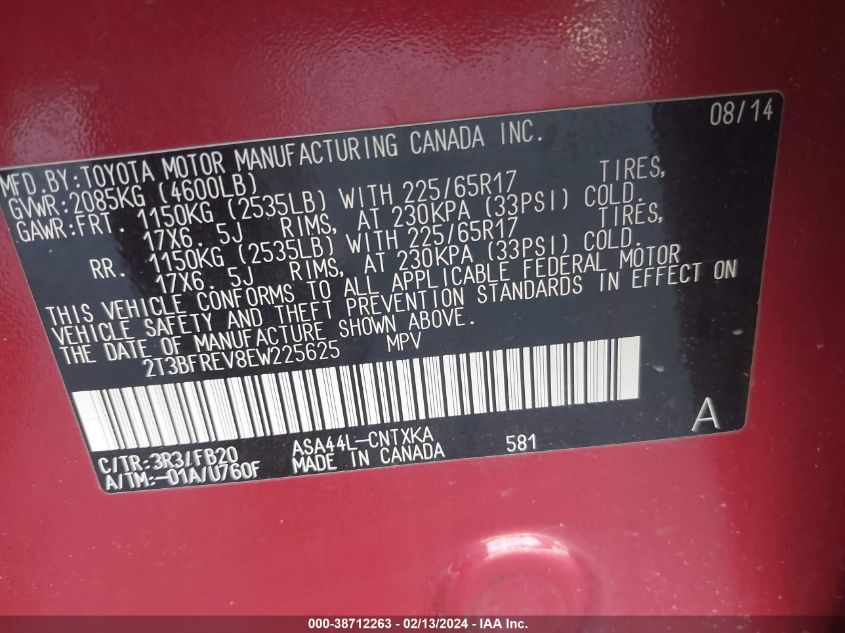 08/14
MFD. BY:TOYOTA MOTOR MANUFACTURING CANADA INC.
GVWR:2085KG (4600LB)
GAWR:FRT. 1150KG (2535LB) WITH 225/65R17 TIRES,
17X6. 5J RIMS, AT 230KPA (33PSI) COLD.
RR. 1150KG (2535LB) WITH 225/65R17 TIRES,
17X6. 5J RIMS, AT 230KPA (33PSI) COLD.
THIS VEHICLE CONFORMS TO ALL APPLICABLE FEDERAL MOTOR
VEHICLE SAFETY AND THEFT PREVENTION STANDARDS IN EFFECT ON
THE DATE OF MANUFACTURE SHOWN ABOVE.
2T3BFREV8EW225625 MPV
A
C/TR:3R3/FB20 ASA44L-CNTXKA 581
A/TM:-01A/U760F MADE IN CANADA
000-38712263 - 02/13/2024 - IAA Inc.